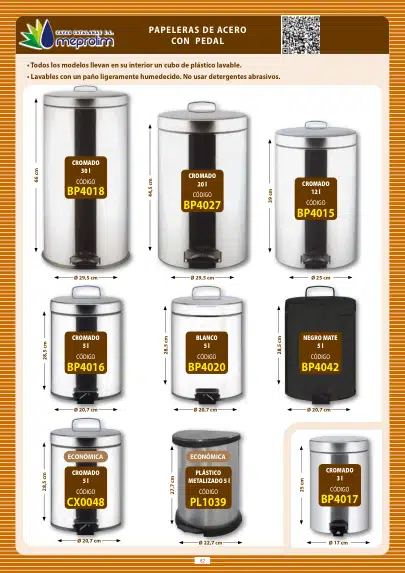 CAYRE CATALANAS S.L.
meprolim
PAPELERAS DE ACERO
CON PEDAL
• Todos los modelos llevan en su interior un cubo de plástico lavable.
• Lavables con un paño ligeramente humedecido. No usar detergentes abrasivos.
66 cm
CROMADO
30 l
CÓDIGO
BP4018
Ø 29,5 cm
44,5 cm
CROMADO
20 l
CÓDIGO
BP4027
Ø 29,5 cm
39 cm
CROMADO
12 l
CÓDIGO
BP4015
Ø 25 cm
28,5 cm
CROMADO
5 l
CÓDIGO
BP4016
Ø 20,7 cm
28,5 cm
BLANCO
5 l
CÓDIGO
BP4020
Ø 20,7 cm
28,5 cm
NEGRO MATE
5 l
CÓDIGO
BP4042
Ø 20,7 cm
28,5 cm
ECONÓMICA
CROMADO
5 l
CÓDIGO
CX0048
Ø 20,7 cm
27,7 cm
ECONÓMICA
PLÁSTICO
METALIZADO 5 l
CÓDIGO
PL1039
Ø 22,7 cm
25 cm
CROMADO
3 l
CÓDIGO
BP4017
Ø 17 cm